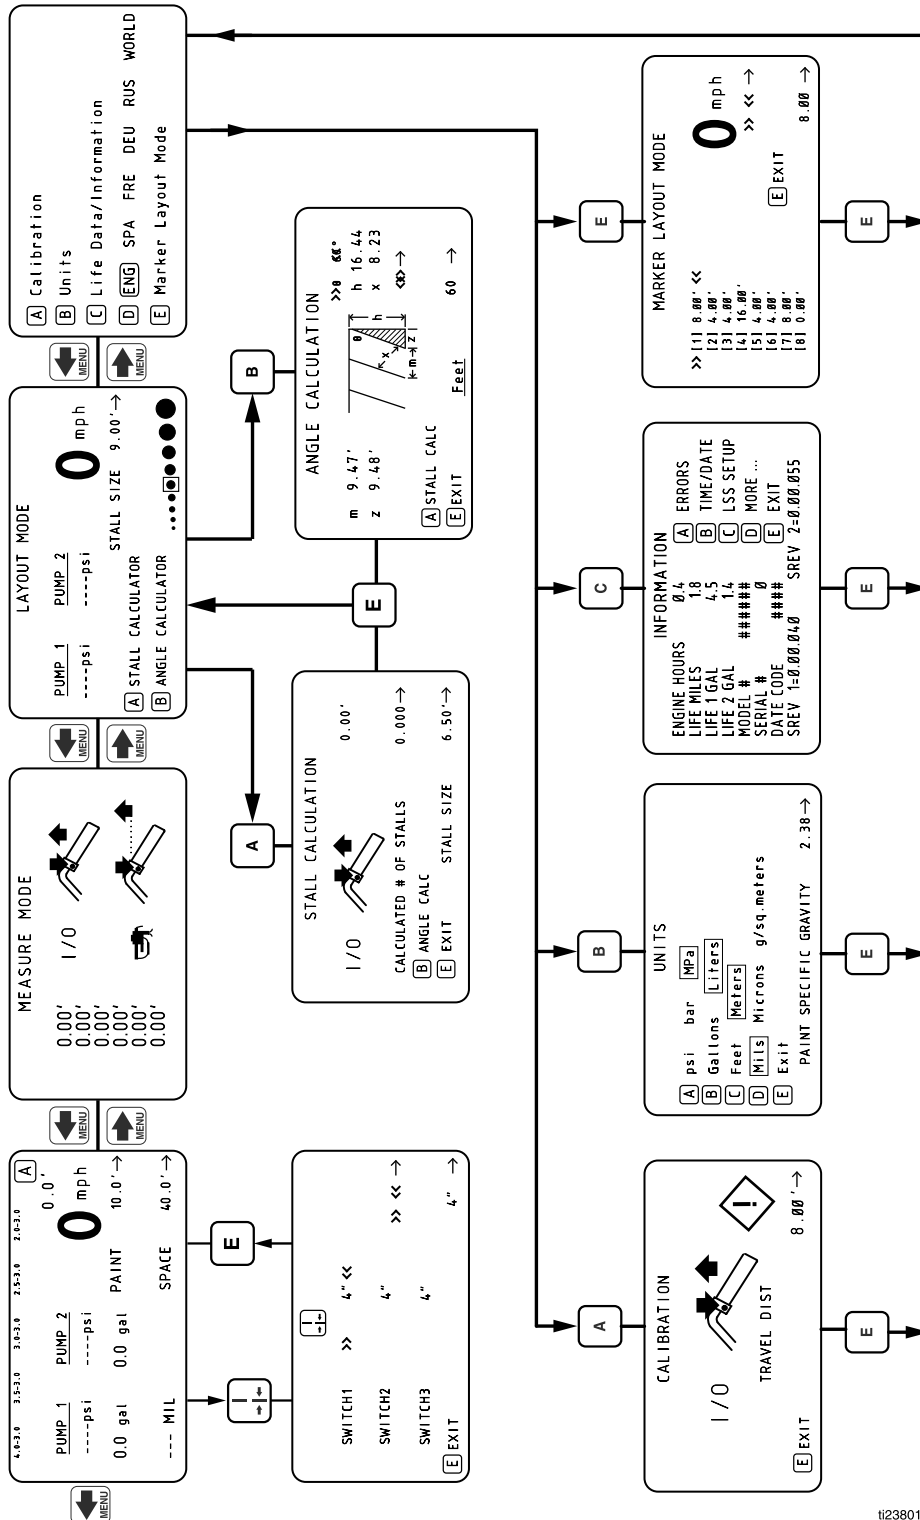 4.0-3.0 3.5-3.0 3.0-3.0 2.5-3.0 2.0-3.0
A
PUMP 1 PUMP 2 0.0'
----psi ----psi 0 mph
0.0 gal 0.0 gal PAINT 10.0'→
--- MIL SPACE 40.0'→
MENU
MENU
MENU
MEASURE MODE
0.00'
0.00' I/O
0.00'
0.00'
0.00'
0.00'
MENU
MENU
LAYOUT MODE
PUMP 1 PUMP 2
----psi ----psi 0 mph
STALL SIZE 9.00'→
A STALL CALCULATOR
B ANGLE CALCULATOR
MENU
MENU
A Calibration
B Units
C Life Data/Information
D ENG SPA FRE DEU RUS WORLD
E Marker Layout Mode
E
SWITCH1 >> 4" <<
SWITCH2 4" >> << →
SWITCH3 4"
E EXIT 4" →
A
E
B
STALL CALCULATION
I/O 0.00'
CALCULATED # OF STALLS 0.000→
B ANGLE CALC
E EXIT STALL SIZE 6.50'→
ANGLE CALCULATION
m 9.47'
z 9.48'
θ h x m z
h 16.44
x 8.23
A STALL CALC
E EXIT Feet 60 →
A
B
C
E
CALIBRATION
I/O !
TRAVEL DIST 8.00'→
E EXIT
UNITS
A psi bar MPa
B Gallons Liters
C Feet Meters
D Mils Microns g/sq.meters
E Exit
PAINT SPECIFIC GRAVITY 2.38→
INFORMATION
ENGINE HOURS 0.4 A ERRORS
LIFE MILES 1.8 B TIME/DATE
LIFE 1 GAL 4.5 C LSS SETUP
LIFE 2 GAL 1.4 D MORE ...
MODEL # ###### E EXIT
SERIAL # 0
DATE CODE ####
SREV 1=0.00.040 SREV 2=0.00.055
MARKER LAYOUT MODE
>> [1] 8.00' <<
[2] 4.00' 0 mph
[3] 4.00'
[4] 16.00' >> << →
[5] 4.00'
[6] 4.00' E EXIT
[7] 8.00'
[8] 0.00' 8.00 →
E
E
E
E
ti23801